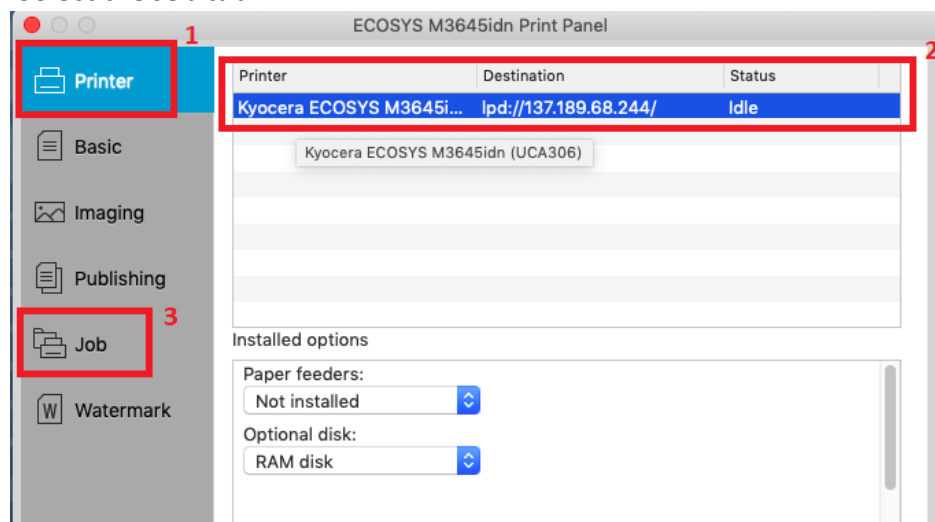 ECOSYS M3645idn Print Panel
1
2
Printer
Printer Destination Status
Kyocera ECOSYS M3645i... lpd://137.189.68.244/ Idle
Kyocera ECOSYS M3645idn (UCA306)
Basic
Imaging
Publishing
3
Job
Installed options
Paper feeders:
Not installed
Watermark
Optional disk:
RAM disk